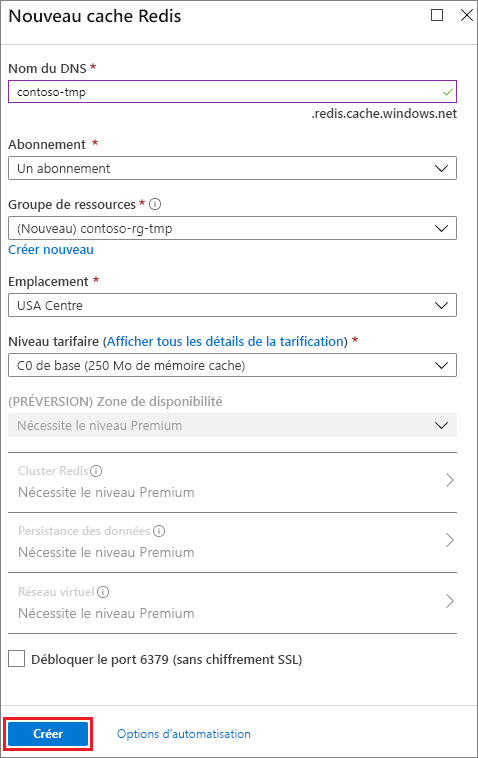 Nouveau cache Redis
Nom du DNS *
contoso-tmp
.redis.cache.windows.net
Abonnement *
Un abonnement
Groupe de ressources *
(Nouveau) contoso-rg-tmp
Créer nouveau
Emplacement *
USA Centre
Niveau tarifaire (Afficher tous les détails de la tarification) *
C0 de base (250 Mo de mémoire cache)
(PRÉVERSION) Zone de disponibilité
Nécessite le niveau Premium
Cluster Redis
Nécessite le niveau Premium
Persistance des données
Nécessite le niveau Premium
Réseau virtuel
Nécessite le niveau Premium
Débloquer le port 6379 (sans chiffrement SSL)
Créer
Options d’automatisation